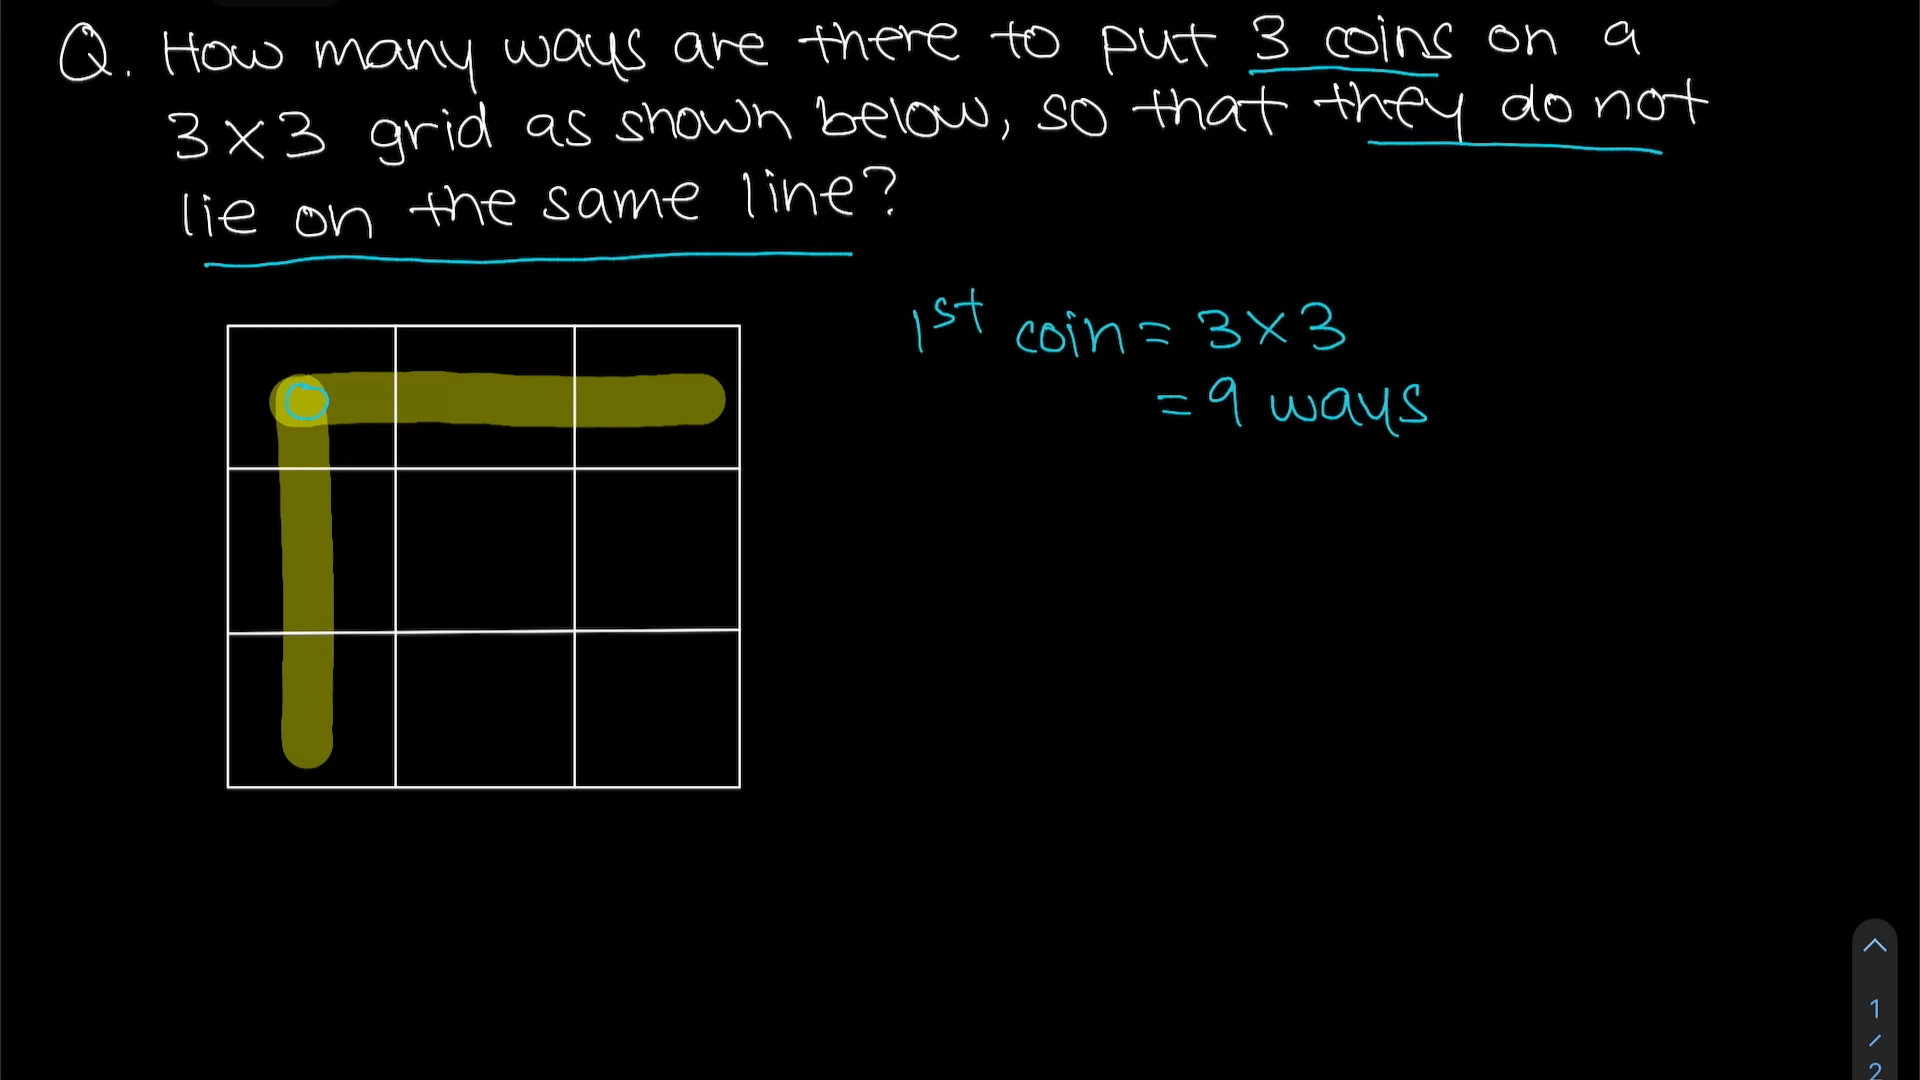 Q. How many ways are there to put 3 coins on a
3×3 grid as shown below, so that they do not
lie on the same line?
1st coin = 3×3
= 9 ways
1
/
2